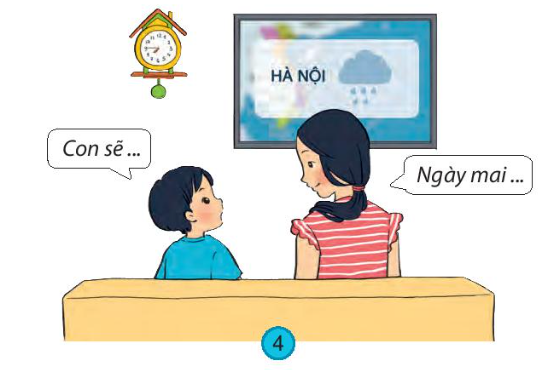 HÀ NỘI
Con sẽ ...
Ngày mai ...
4